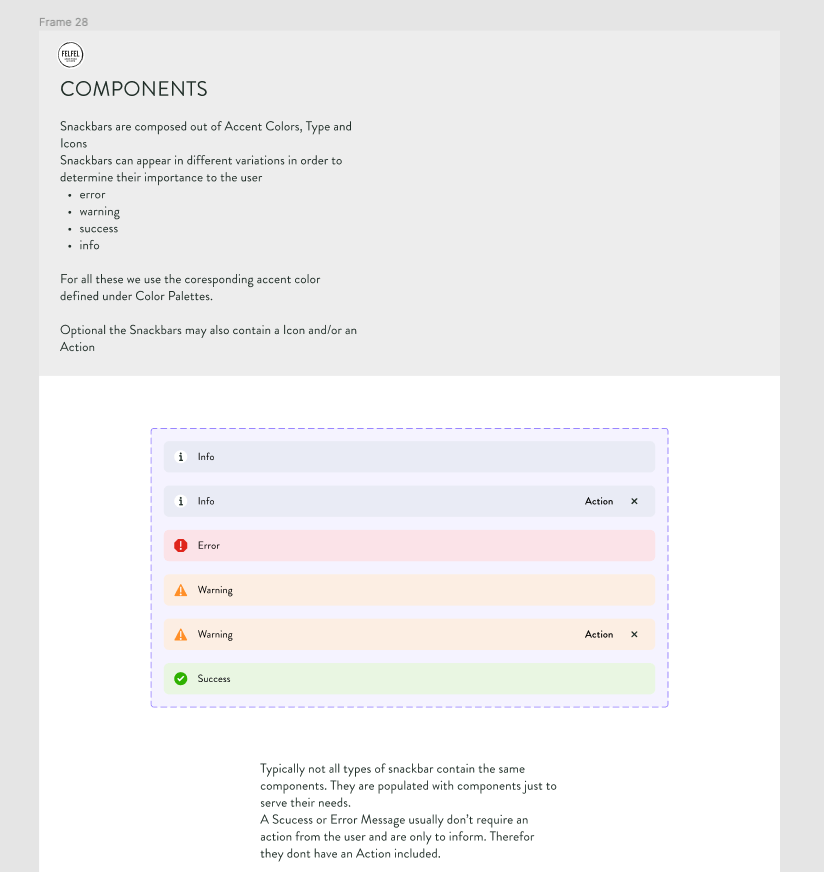 Frame 28
FELFEL
COMPONENTS
Snackbars are composed out of Accent Colors, Type and
Icons
Snackbars can appear in different variations in order to
determine their importance to the user
• error
• warning
• success
• info
For all these we use the coresponding accent color
defined under Color Palettes.
Optional the Snackbars may also contain a Icon and/or an
Action
Info
Info Action ×
Error
Warning
Warning Action ×
Success
Typically not all types of snackbar contain the same
components. They are populated with components just to
serve their needs.
A Scucess or Error Message usually don't require an
action from the user and are only to inform. Therefor
they dont have an Action included.